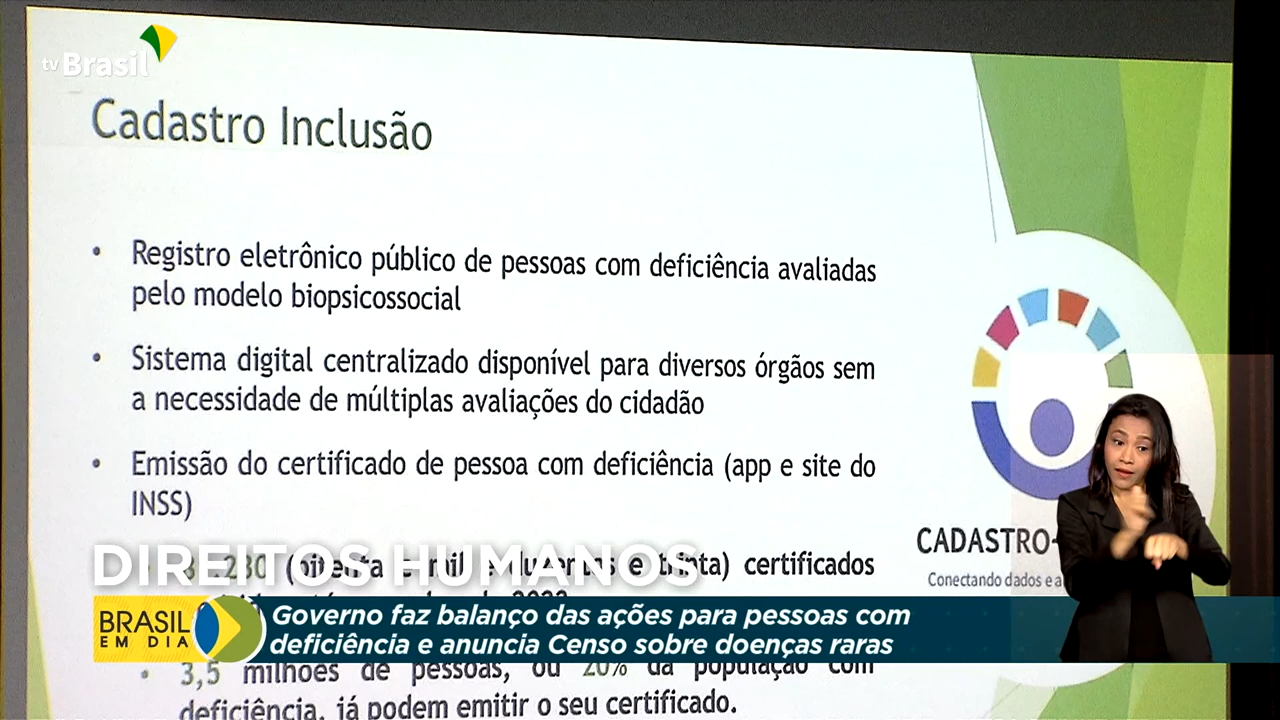 tv Brasil
Cadastro Inclusão
• Registro eletrônico público de pessoas com deficiência avaliadas
pelo modelo biopsicossocial
• Sistema digital centralizado disponível para diversos órgãos sem
a necessidade de múltiplas avaliações do cidadão
• Emissão do certificado de pessoa com deficiência (app e site do
INSS)
DIREITOS HUMANOS
certificados
CADASTRO-
Conectando dados e a
BRASIL
EM DIA
Governo faz balanço das ações para pessoas com
deficiência e anuncia Censo sobre doenças raras
• 3,5 milhões de pessoas, ou 20% da população com
deficiência, já podem emitir o seu certificado.